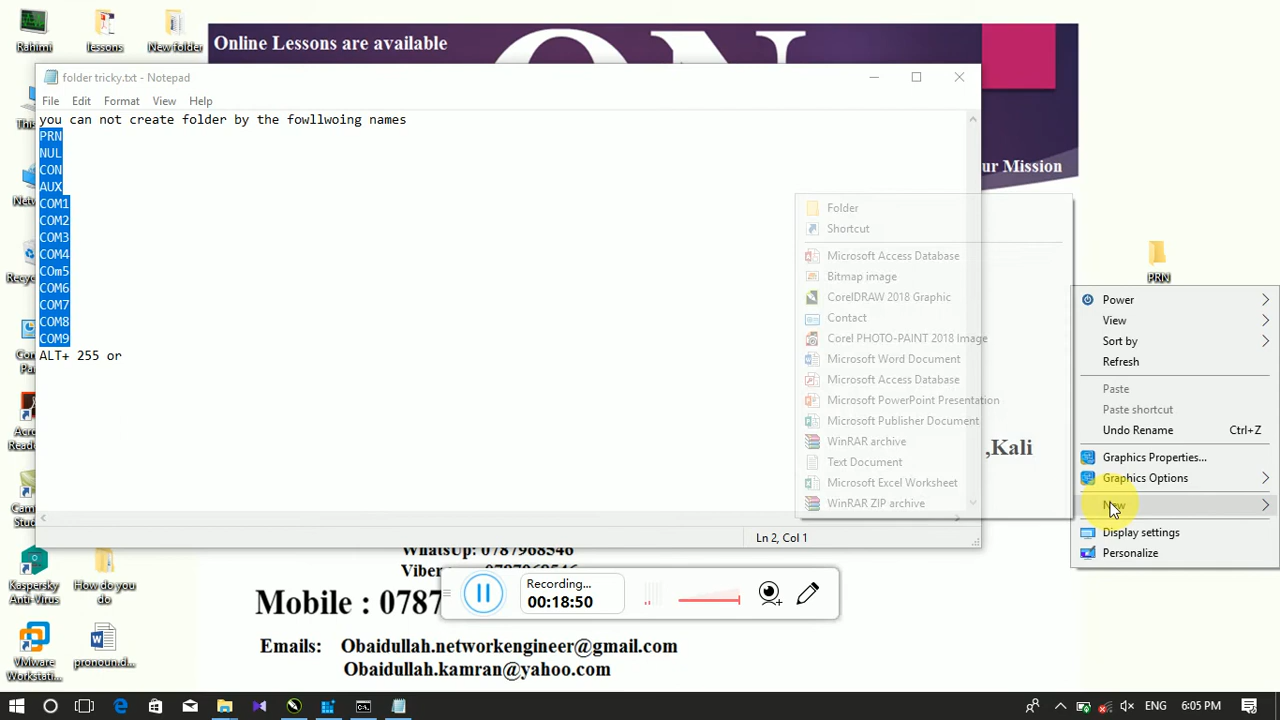 Rahimi
lessons
New folder
Online Lessons are available
folder tricky.txt - Notepad
File Edit Format View Help
you can not create folder by the fowllwoing names
PRN
NUL
CON
AUX
COM1
COM2
COM3
COM4
COm5
COM6
COM7
COM8
COM9
ALT+ 255 or
Ln 2, Col 1
ur Mission
,Kali
Folder
Shortcut
Microsoft Access Database
Bitmap image
CorelDRAW 2018 Graphic
Contact
Corel PHOTO-PAINT 2018 Image
Microsoft Word Document
Microsoft Access Database
Microsoft PowerPoint Presentation
Microsoft Publisher Document
WinRAR archive
Text Document
Microsoft Excel Worksheet
WinRAR ZIP archive
PRN
Power
View
Sort by
Refresh
Paste
Paste shortcut
Undo Rename Ctrl+Z
Graphics Properties...
Graphics Options
New
Display settings
Personalize
Kaspersky
Anti-Virus
How do you
do
VMware
Workstati...
pronoun.d...
WhatsUp: 0787968546
Mobile : 0787
Recording...
00:18:50
Emails: Obaidullah.networkengineer@gmail.com
Obaidullah.kamran@yahoo.com
ENG 6:05 PM